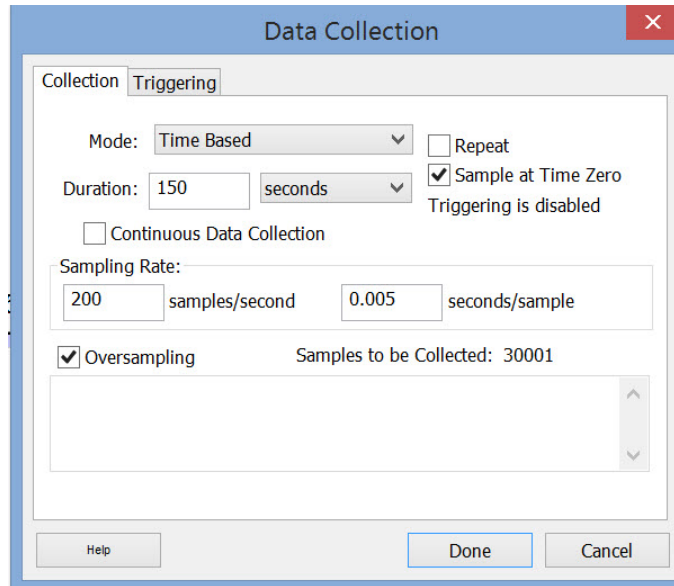 Data Collection
Collection Triggering
Mode: Time Based
Repeat
Duration: 150 seconds
Sample at Time Zero
Triggering is disabled
Continuous Data Collection
Sampling Rate:
200 samples/second 0.005 seconds/sample
Oversampling Samples to be Collected: 30001
Help Done Cancel